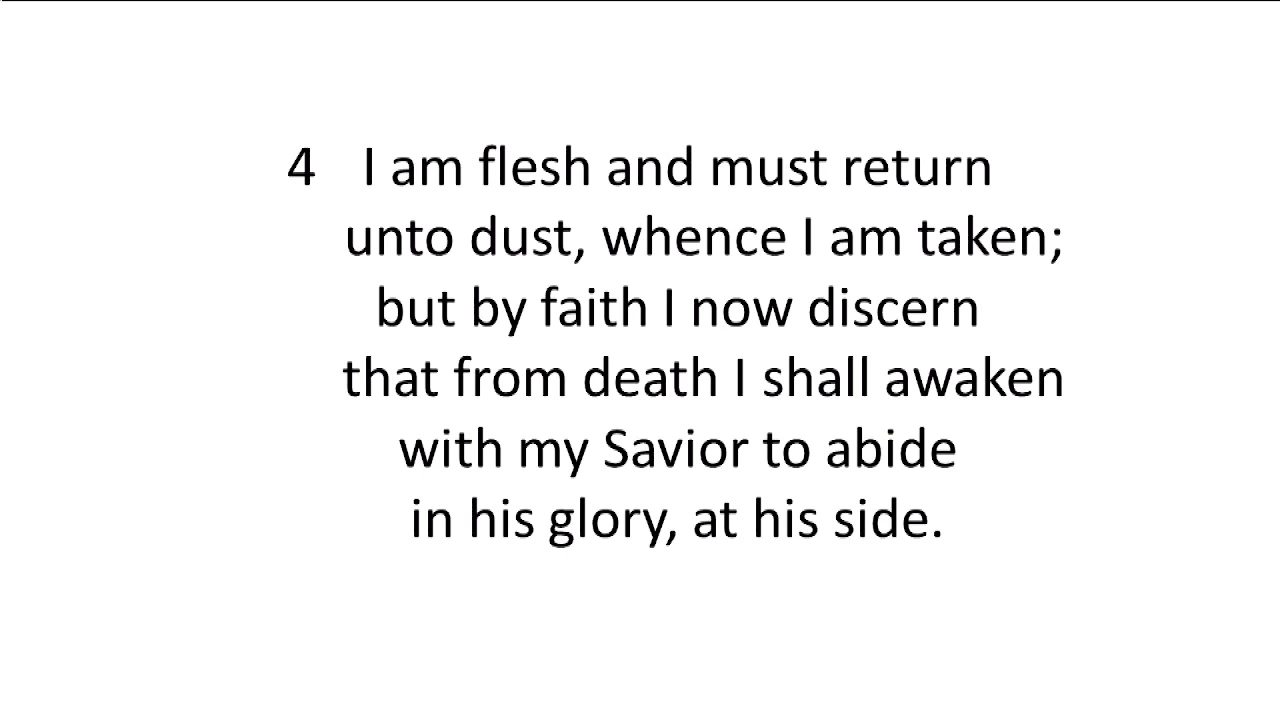 4 I am flesh and must return
unto dust, whence I am taken;
but by faith I now discern
that from death I shall awaken
with my Savior to abide
in his glory, at his side.